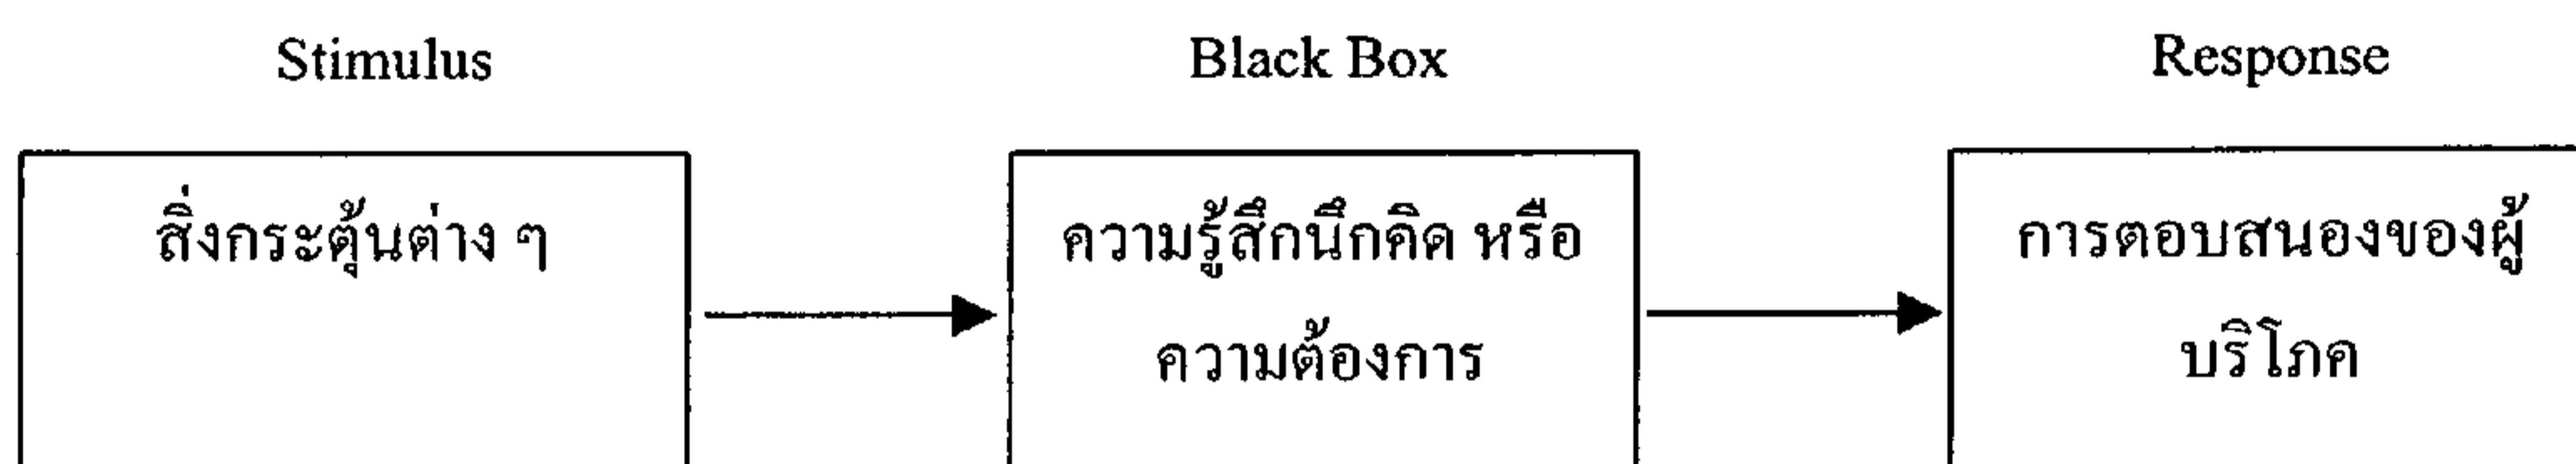 Stimulus
Black Box
Response
สิ่งกระตุ้นต่าง ๆ
ความรู้สึกนึกคิด หรือ
ความต้องการ
การตอบสนองของผู้
บริโภค